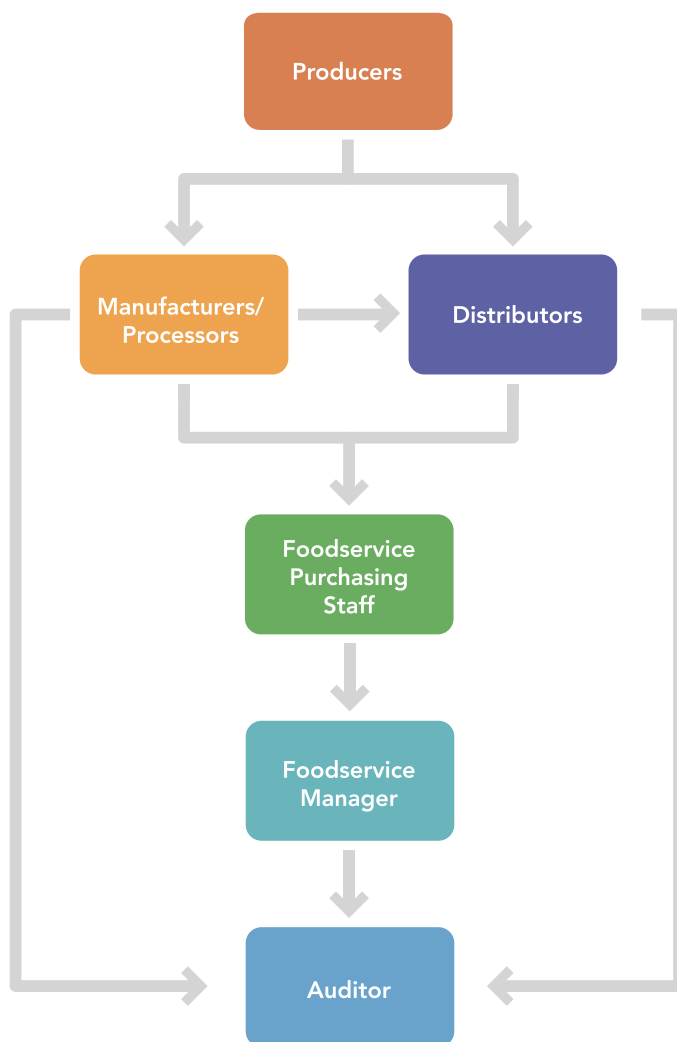 Producers
Manufacturers/
Processors
Distributors
Foodservice
Purchasing
Staff
Foodservice
Manager
Auditor